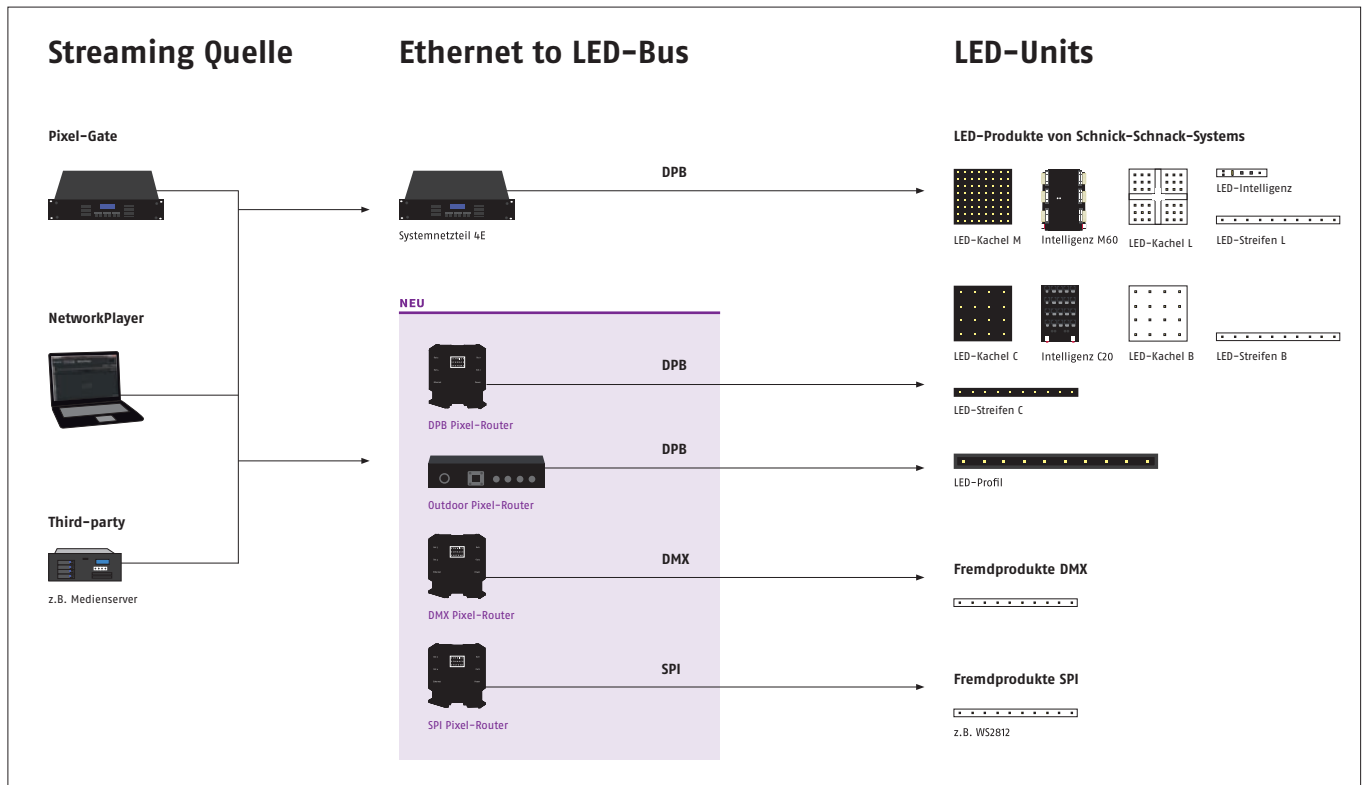 Streaming Quelle
Ethernet to LED-Bus
LED-Units
Pixel-Gate
NetworkPlayer
Third-party
z.B. Medienserver
Systemnetzteil 4E
DPB
NEU
DPB Pixel-Router
DPB
Outdoor Pixel-Router
DPB
DMX Pixel-Router
DMX
SPI Pixel-Router
SPI
LED-Produkte von Schnick-Schnack-Systems
LED-Kachel M
Intelligenz M60
LED-Kachel L
LED-Intelligenz
LED-Streifen L
LED-Kachel C
Intelligenz C20
LED-Kachel B
LED-Streifen B
LED-Streifen C
LED-Profil
Fremdprodukte DMX
Fremdprodukte SPI
z.B. WS2812